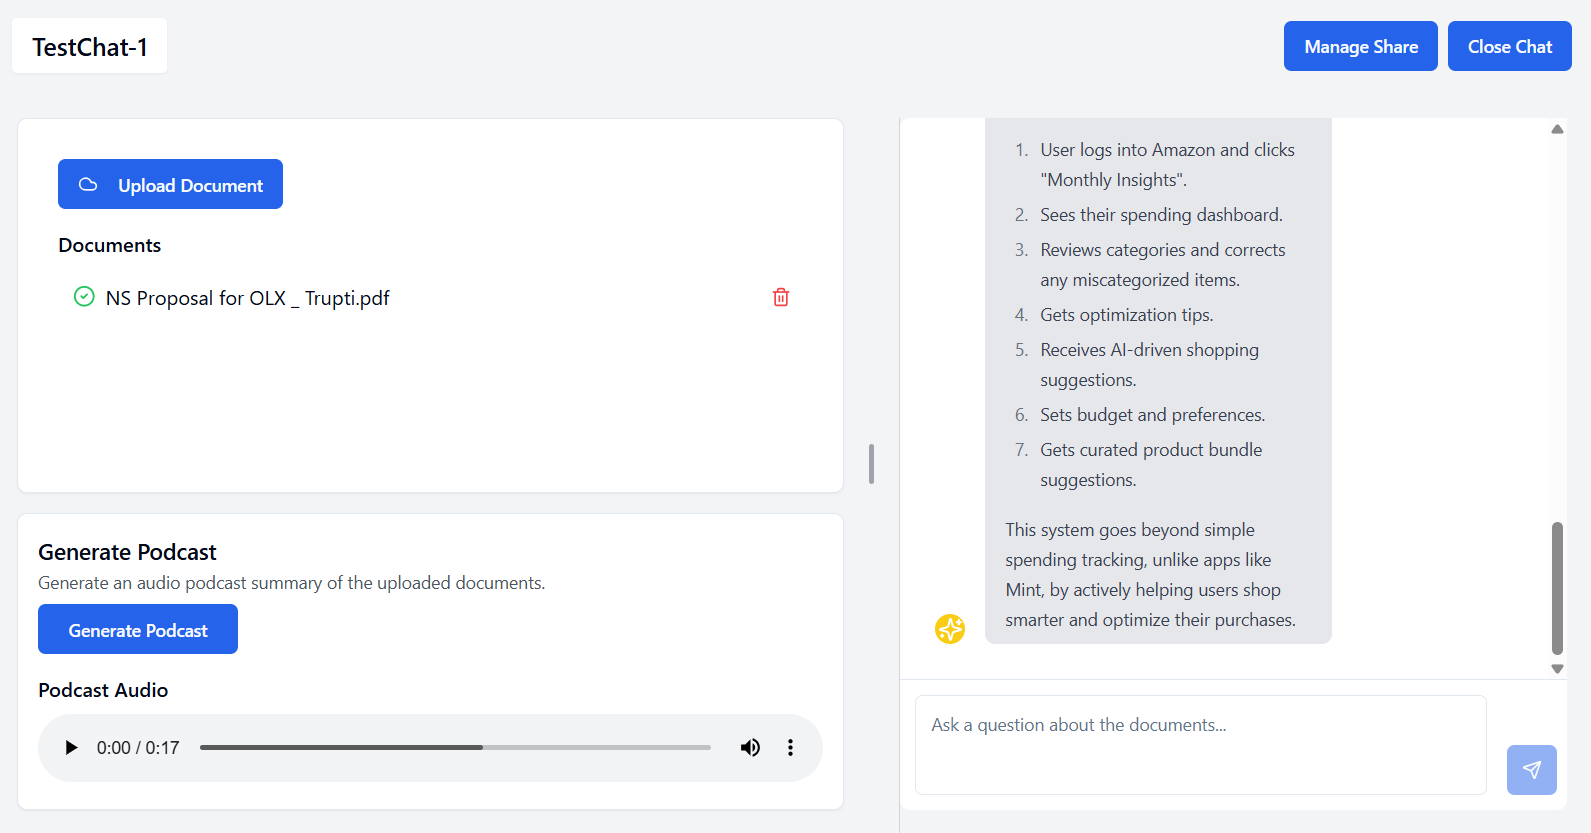 TestChat-1
Manage Share
Close Chat
Upload Document
Documents
NS Proposal for OLX _ Trupti.pdf
Generate Podcast
Generate an audio podcast summary of the uploaded documents.
Generate Podcast
Podcast Audio
0:00 / 0:17
1. User logs into Amazon and clicks
"Monthly Insights".
2. Sees their spending dashboard.
3. Reviews categories and corrects
any miscategorized items.
4. Gets optimization tips.
5. Receives AI-driven shopping
suggestions.
6. Sets budget and preferences.
7. Gets curated product bundle
suggestions.
This system goes beyond simple
spending tracking, unlike apps like
Mint, by actively helping users shop
smarter and optimize their purchases.
Ask a question about the documents...